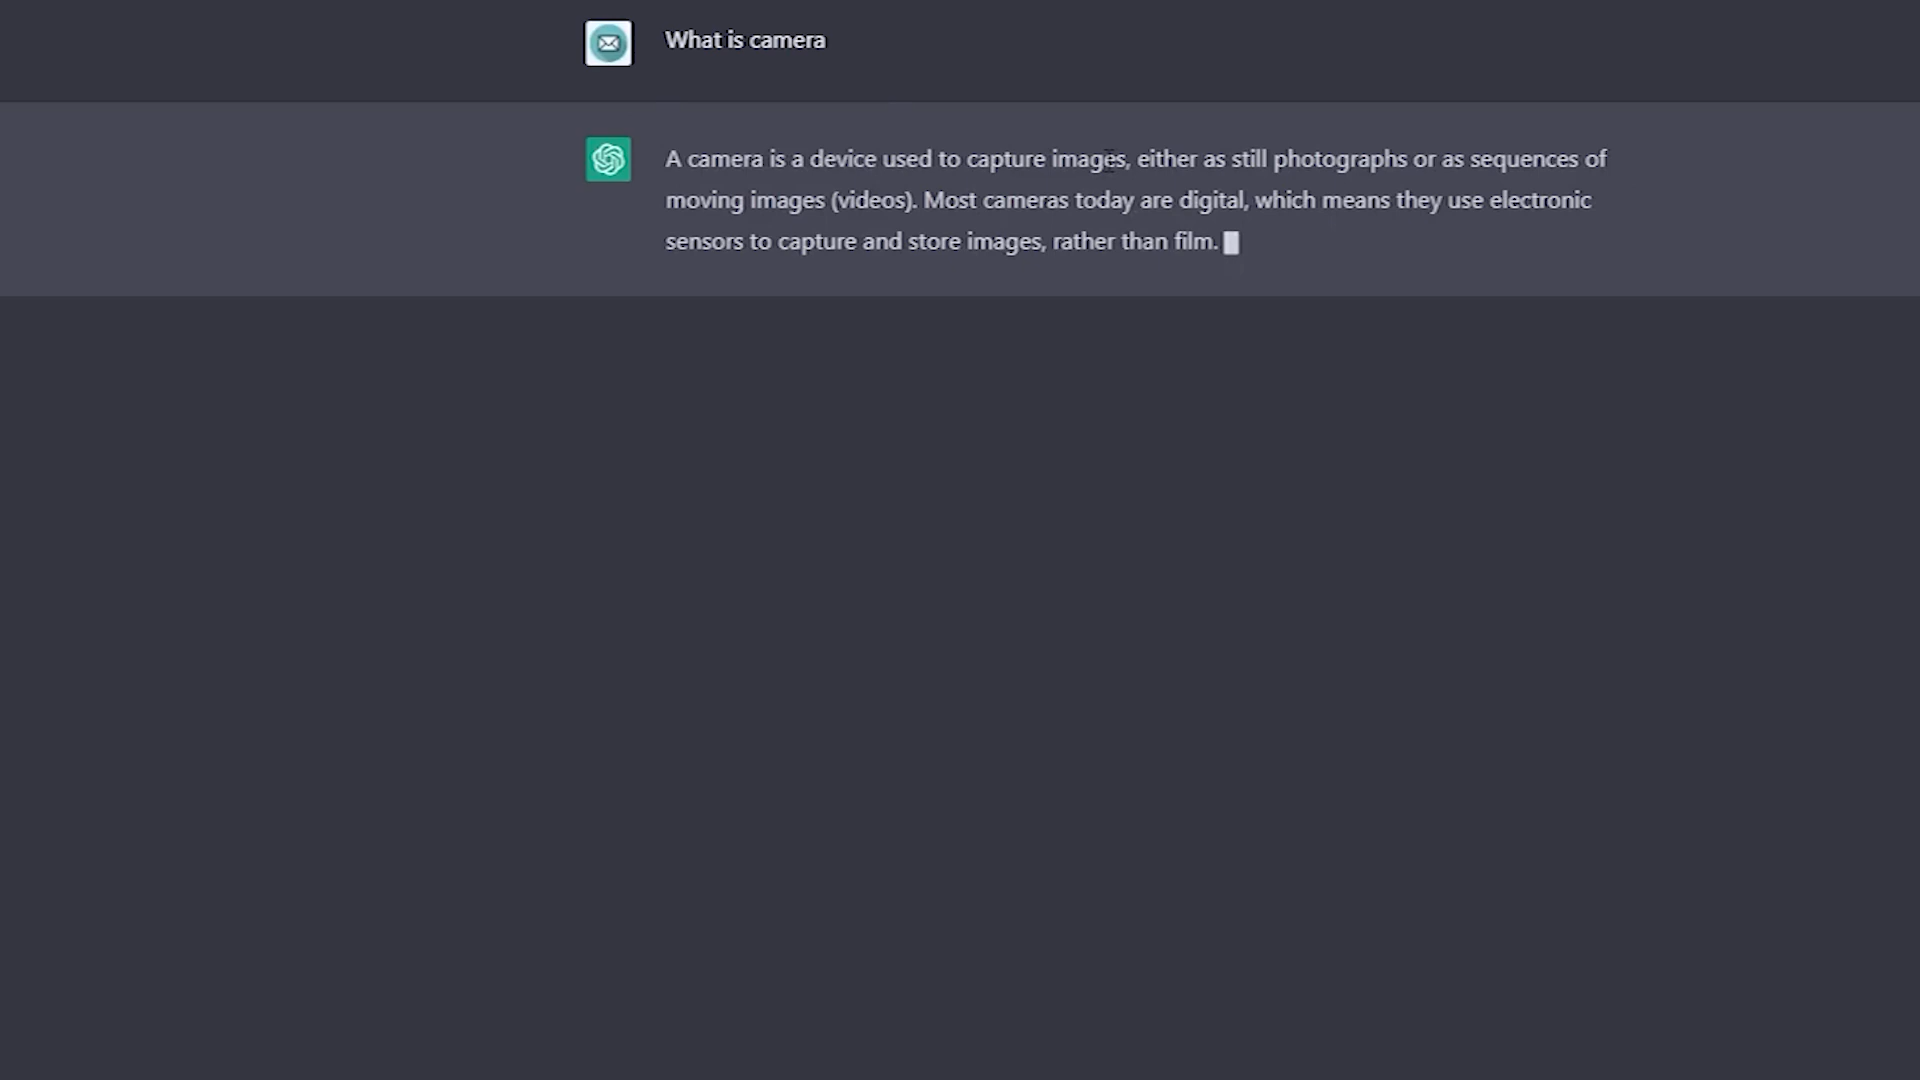 What is camera
A camera is a device used to capture images, either as still photographs or as sequences of
moving images (videos). Most cameras today are digital, which means they use electronic
sensors to capture and store images, rather than film.